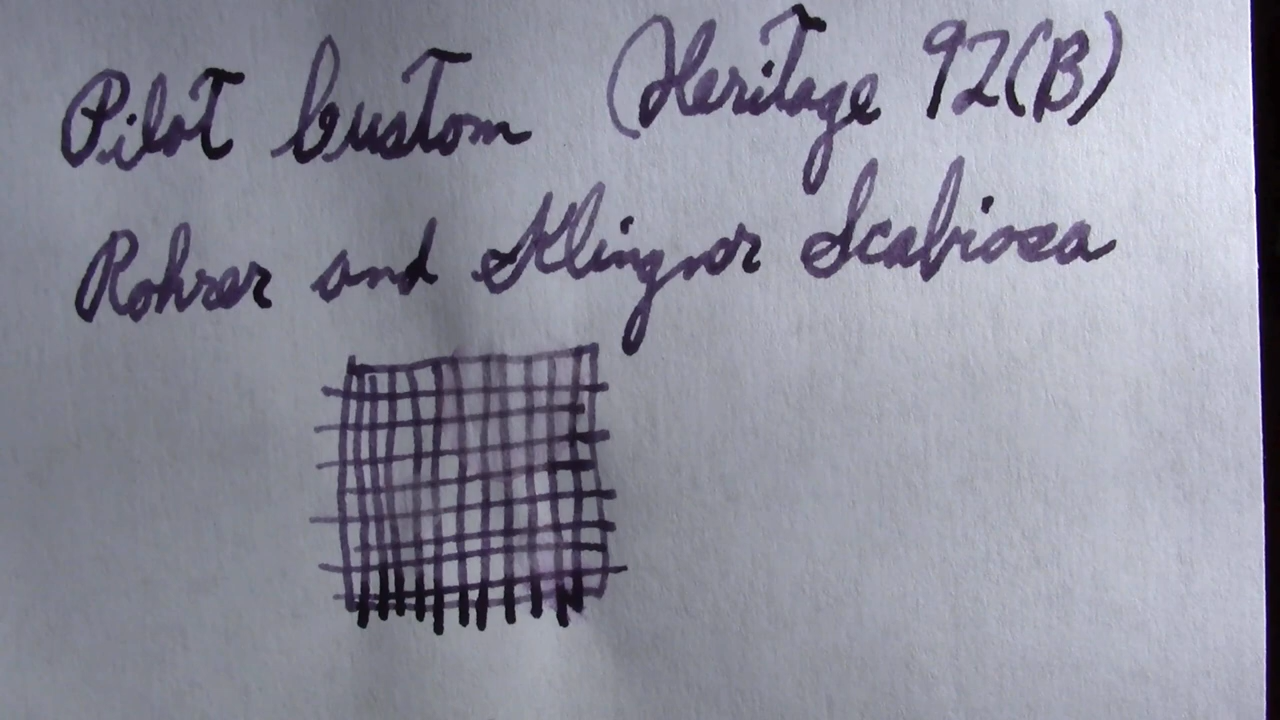 Pilot Custom Heritage 92(B)
Rohrer and Klingner Scabiosa